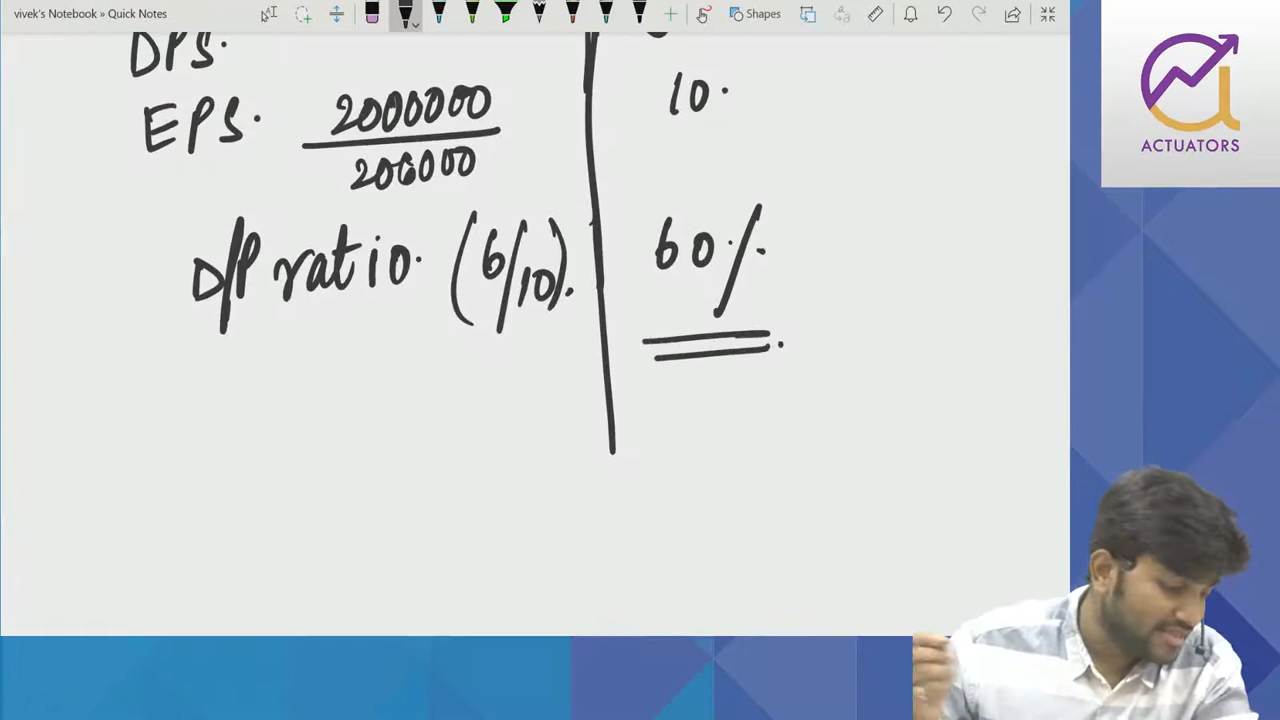 vivek's Notebook » Quick Notes
Shapes
DPS.
EPS. 2000000
200000
10.
D/P ratio. (6/10).
60%
ACTUATORS